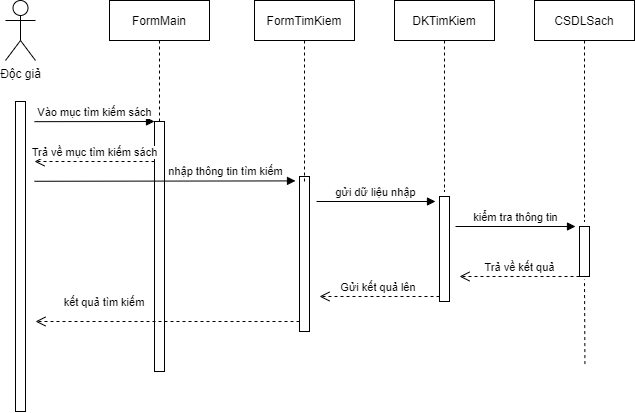 FormMain
FormTimKiem
DKTimKiem
CSDLSach
Độc giả
Vào mục tìm kiếm sách
Trả về mục tìm kiếm sách
nhập thông tin tìm kiếm
gửi dữ liệu nhập
kiểm tra thông tin
Trả về kết quả
Gửi kết quả lên
kết quả tìm kiếm